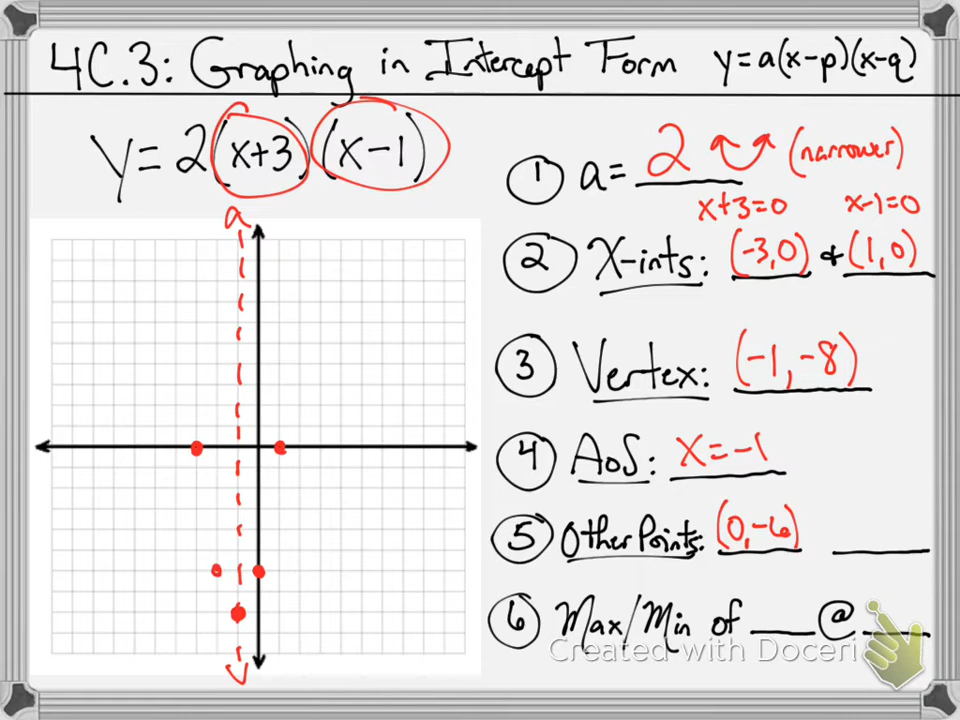 4C.3: Graphing in Intercept Form y=a(x-p)(x-q)
y=2(x+3)(x-1)
① a= 2 (narrower)
x+3=0 x-1=0
② X-ints: (-3,0) & (1,0)
③ Vertex: (-1,-8)
④ AoS: x=-1
⑤ Other Points: (0,-6)
⑥ Max/Min of ____ @ ____
Created with Doceri